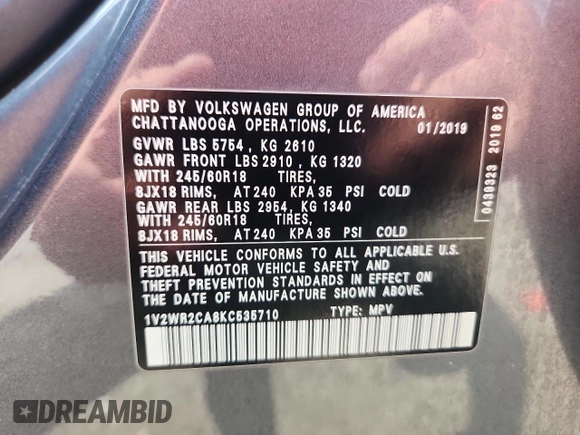 MFD BY VOLKSWAGEN GROUP OF AMERICA
CHATTANOOGA OPERATIONS, LLC. 01/2019
GVWR LBS 5754 , KG 2610
GAWR FRONT LBS 2910 , KG 1320
WITH 245/60R18 TIRES,
8JX18 RIMS, AT 240 KPA 35 PSI COLD
GAWR REAR LBS 2954, KG 1340
WITH 245/60R18 TIRES,
8JX18 RIMS, AT 240 KPA 35 PSI COLD
THIS VEHICLE CONFORMS TO ALL APPLICABLE U.S.
FEDERAL MOTOR VEHICLE SAFETY AND
THEFT PREVENTION STANDARDS IN EFFECT ON
THE DATE OF MANUFACTURE SHOWN ABOVE.
1V2WR2CA8KC535710 TYPE: MPV
0439323 2019 62
DREAMBID